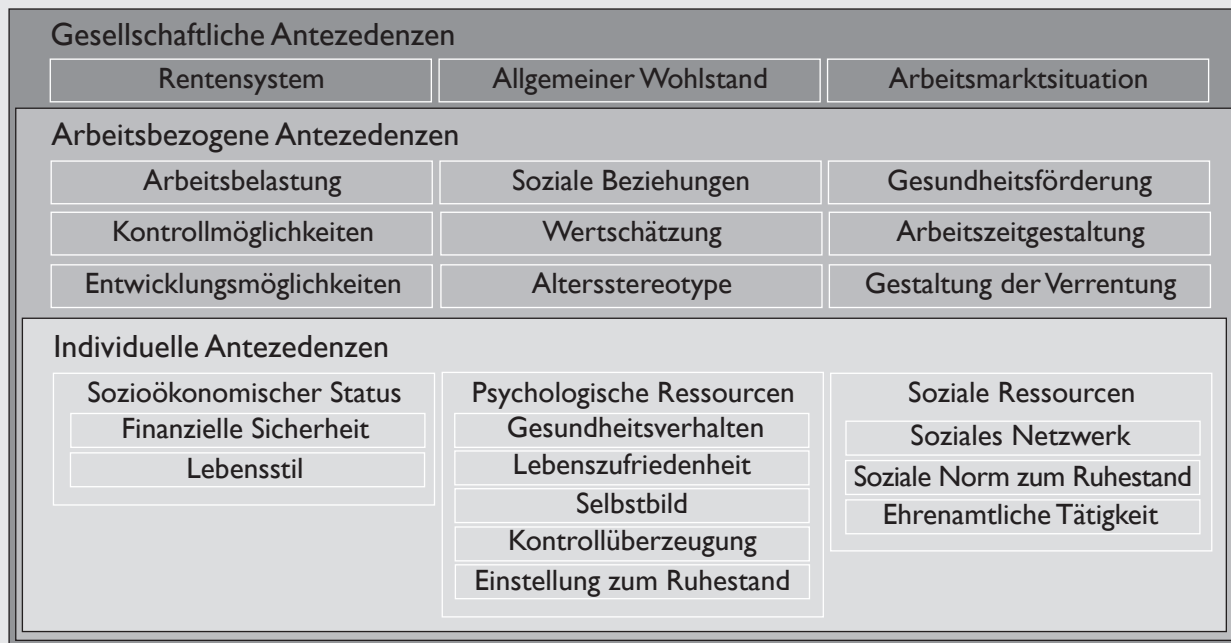 Gesellschaftliche Antezedenzen
Rentensystem
Allgemeiner Wohlstand
Arbeitsmarktsituation
Arbeitsbezogene Antezedenzen
Arbeitsbelastung
Soziale Beziehungen
Gesundheitsförderung
Kontrollmöglichkeiten
Wertschätzung
Arbeitszeitgestaltung
Entwicklungsmöglichkeiten
Altersstereotype
Gestaltung der Verrentung
Individuelle Antezedenzen
Sozioökonomischer Status
Finanzielle Sicherheit
Lebensstil
Psychologische Ressourcen
Gesundheitsverhalten
Lebenszufriedenheit
Selbstbild
Kontrollüberzeugung
Einstellung zum Ruhestand
Soziale Ressourcen
Soziales Netzwerk
Soziale Norm zum Ruhestand
Ehrenamtliche Tätigkeit